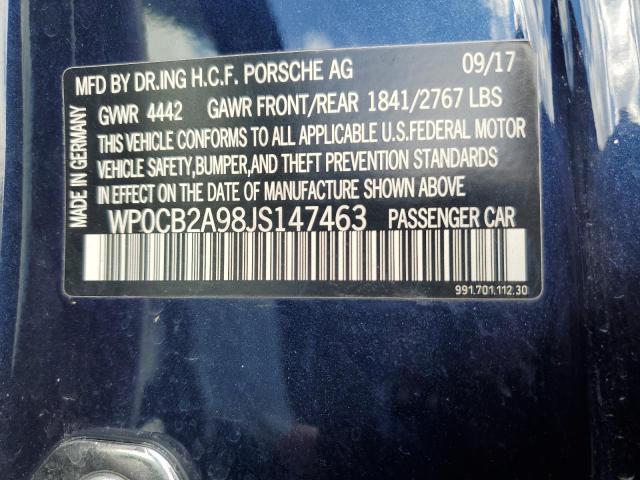 MFD BY DR.ING H.C.F. PORSCHE AG 09/17
GVWR 4442 GAWR FRONT/REAR 1841/2767 LBS
THIS VEHICLE CONFORMS TO ALL APPLICABLE U.S.FEDERAL MOTOR
VEHICLE SAFETY,BUMPER,AND THEFT PREVENTION STANDARDS
IN EFFECT ON THE DATE OF MANUFACTURE SHOWN ABOVE.
WP0CB2A98JS147463 PASSENGER CAR
991.701.112.30
MADE IN GERMANY